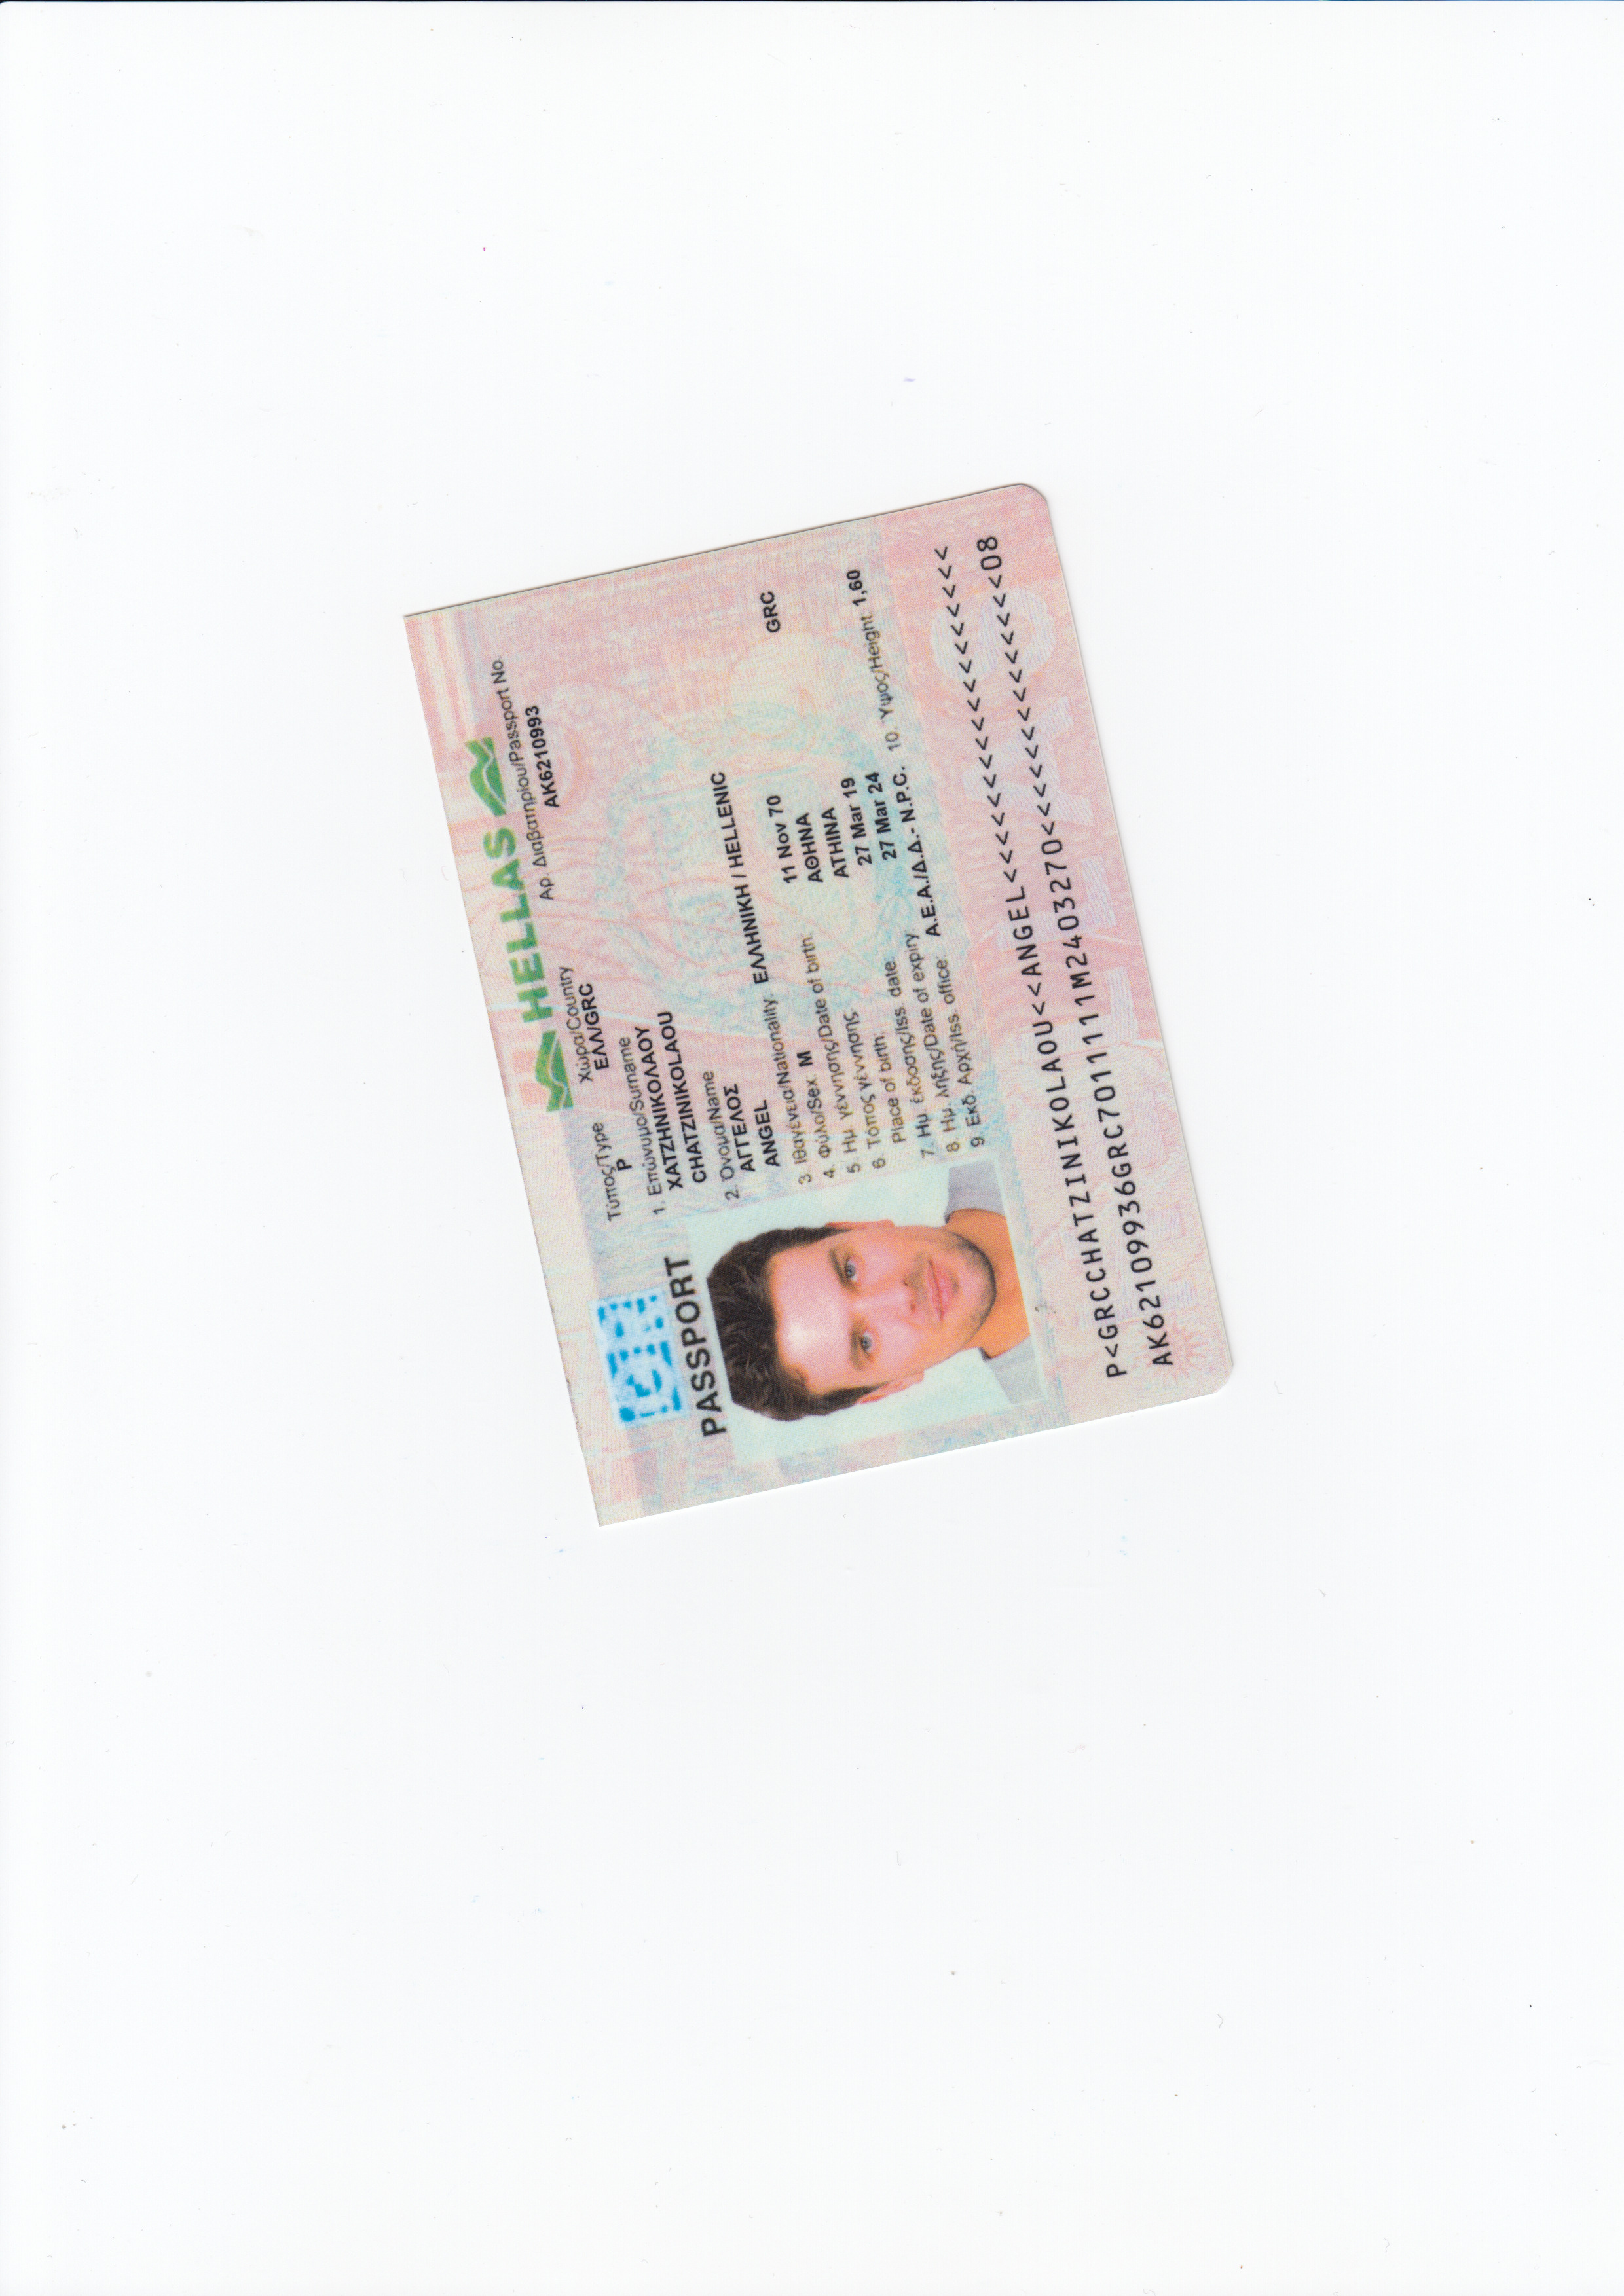 HELLAS
PASSPORT
Τύπος/Type Χώρα/Country Αρ. Διαβατηρίου/Passport No
P ΕΛΛ/GRC AK6210993
1. Επώνυμο/Surname
ΧΑΤΖΗΝΙΚΟΛΑΟΥ
CHATZINIKOLAOU
2. Όνομα/Name
ΑΓΓΕΛΟΣ
ANGEL
3. Ιθαγένεια/Nationality: ΕΛΛΗΝΙΚΗ / HELLENIC GRC
4. Φύλο/Sex M
5. Ημ γέννησης/Date of birth: 11 Nov 70
6. Τόπος γέννησης ΑΘΗΝΑ
Place of birth: ATHINA
7. Ημ. έκδοσης/Iss. date: 27 Mar 19
8. Ημ. λήξης/Date of expiry 27 Mar 24
9. Εκδ. Αρχή/Iss. office: Α.Ε.Α./Δ.Δ.- N.P.C. 10. Ύψος/Height 1,60
P<GRCCHATZINIKOLAOU<<ANGEL<<<<<<<<<<<<<<<<<<
AK62109936GRC7011111M2403270<<<<<<<<<<<<<<08